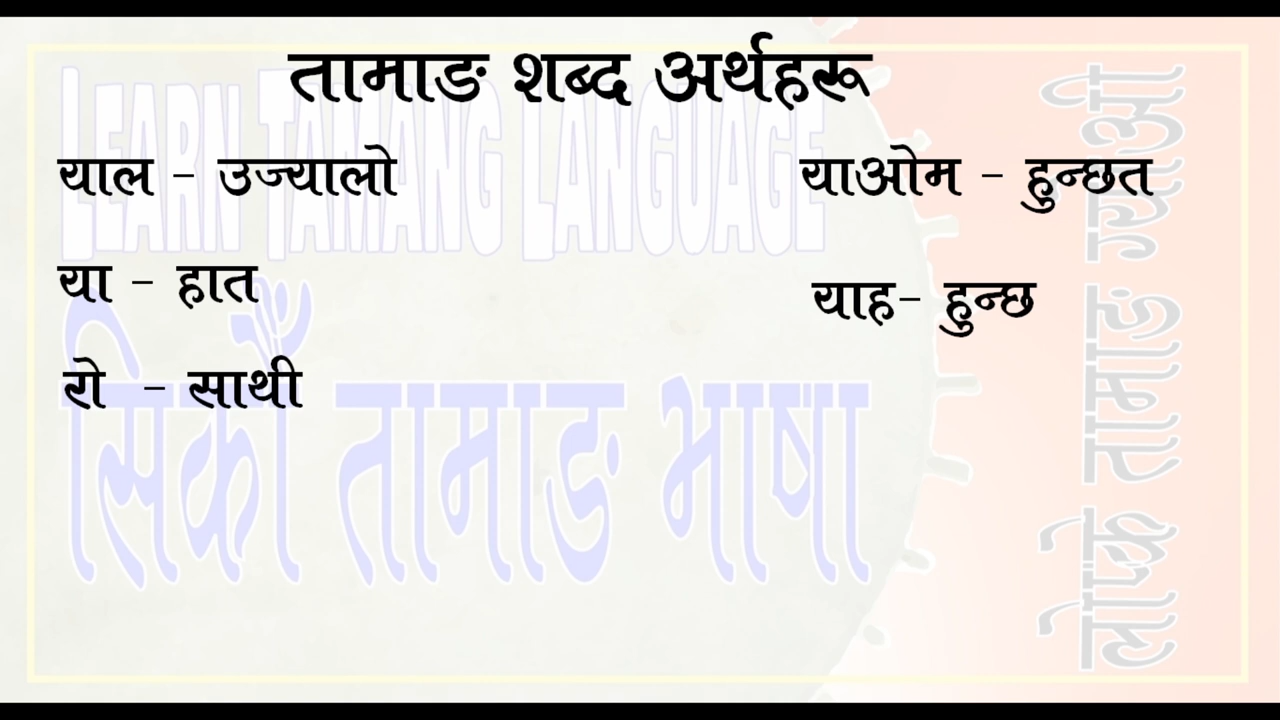 तामाङ शब्द अर्थहरू
याल - उज्यालो
या - हात
रो - साथी
याओम - हुन्छत
याह- हुन्छ
LEARN TAMANG LANGUAGE
सिकौँ तामाङ भाषा